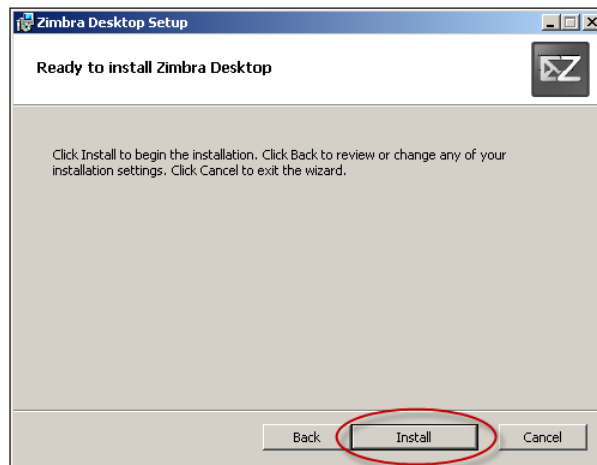 Zimbra Desktop Setup
Ready to install Zimbra Desktop
Z
Click Install to begin the installation. Click Back to review or change any of your
installation settings. Click Cancel to exit the wizard.
Back Install Cancel